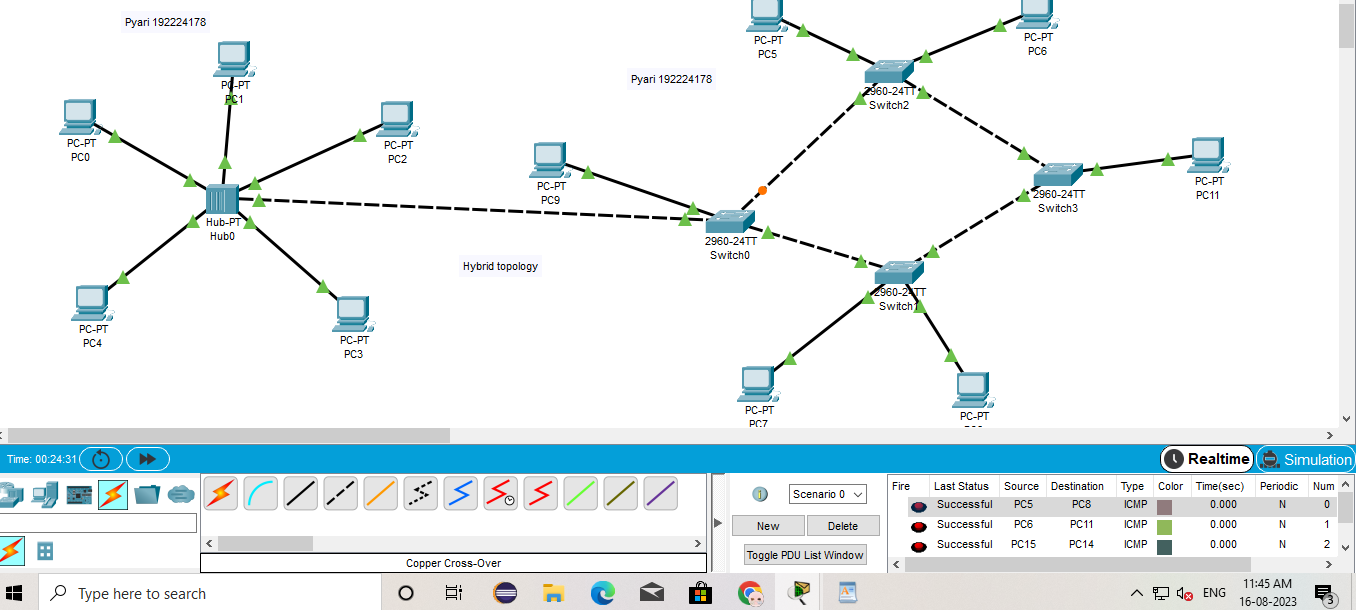 Pyari 192224178
PC-PT
PC1
PC-PT
PC0
PC-PT
PC2
Hub-PT
Hub0
PC-PT
PC4
PC-PT
PC3
Hybrid topology
Pyari 192224178
PC-PT
PC5
PC-PT
PC6
2960-24TT
Switch2
PC-PT
PC9
2960-24TT
Switch3
PC-PT
PC11
2960-24TT
Switch0
2960-24TT
Switch1
PC-PT
PC7
PC-PT
Time: 00:24:31
Realtime
Simulation
Copper Cross-Over
Scenario 0
New
Delete
Toggle PDU List Window
Fire Last Status Source Destination Type Color Time(sec) Periodic Num
Successful PC5 PC8 ICMP 0.000 N 0
Successful PC6 PC11 ICMP 0.000 N 1
Successful PC15 PC14 ICMP 0.000 N 2
Type here to search
ENG
11:45 AM
16-08-2023
3